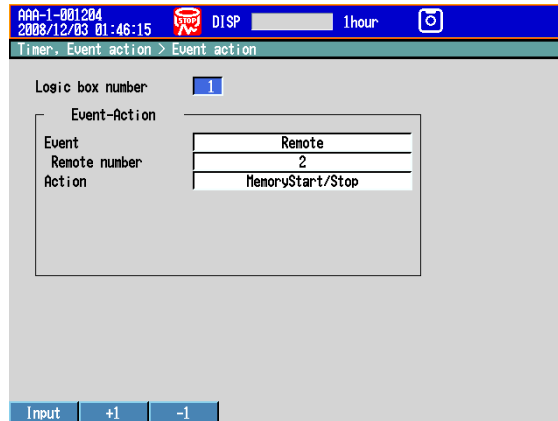 AAA-1-001204
2008/12/03 01:46:15
STOP
DISP
1hour
Timer, Event action > Event action
Logic box number 1
Event-Action
Event Remote
Remote number 2
Action MemoryStart/Stop
Input +1 -1